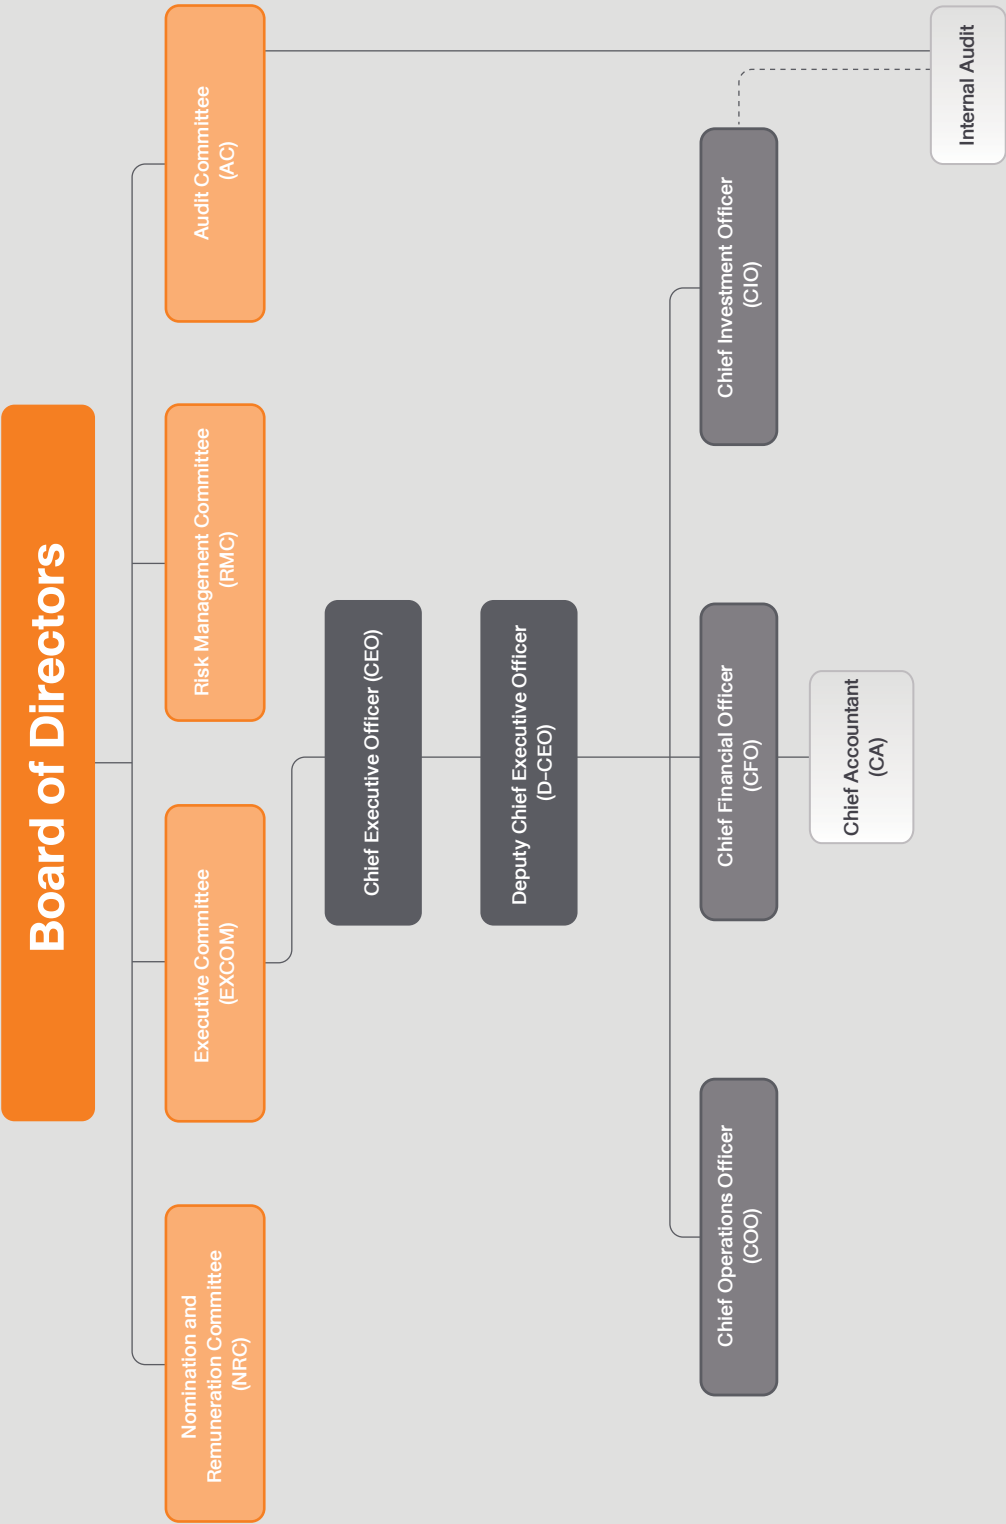 Board of Directors
Nomination and
Remuneration Committee
(NRC)
Executive Committee
(EXCOM)
Risk Management Committee
(RMC)
Audit Committee
(AC)
Chief Executive Officer (CEO)
Deputy Chief Executive Officer
(D-CEO)
Chief Operations Officer
(COO)
Chief Financial Officer
(CFO)
Chief Investment Officer
(CIO)
Chief Accountant
(CA)
Internal Audit